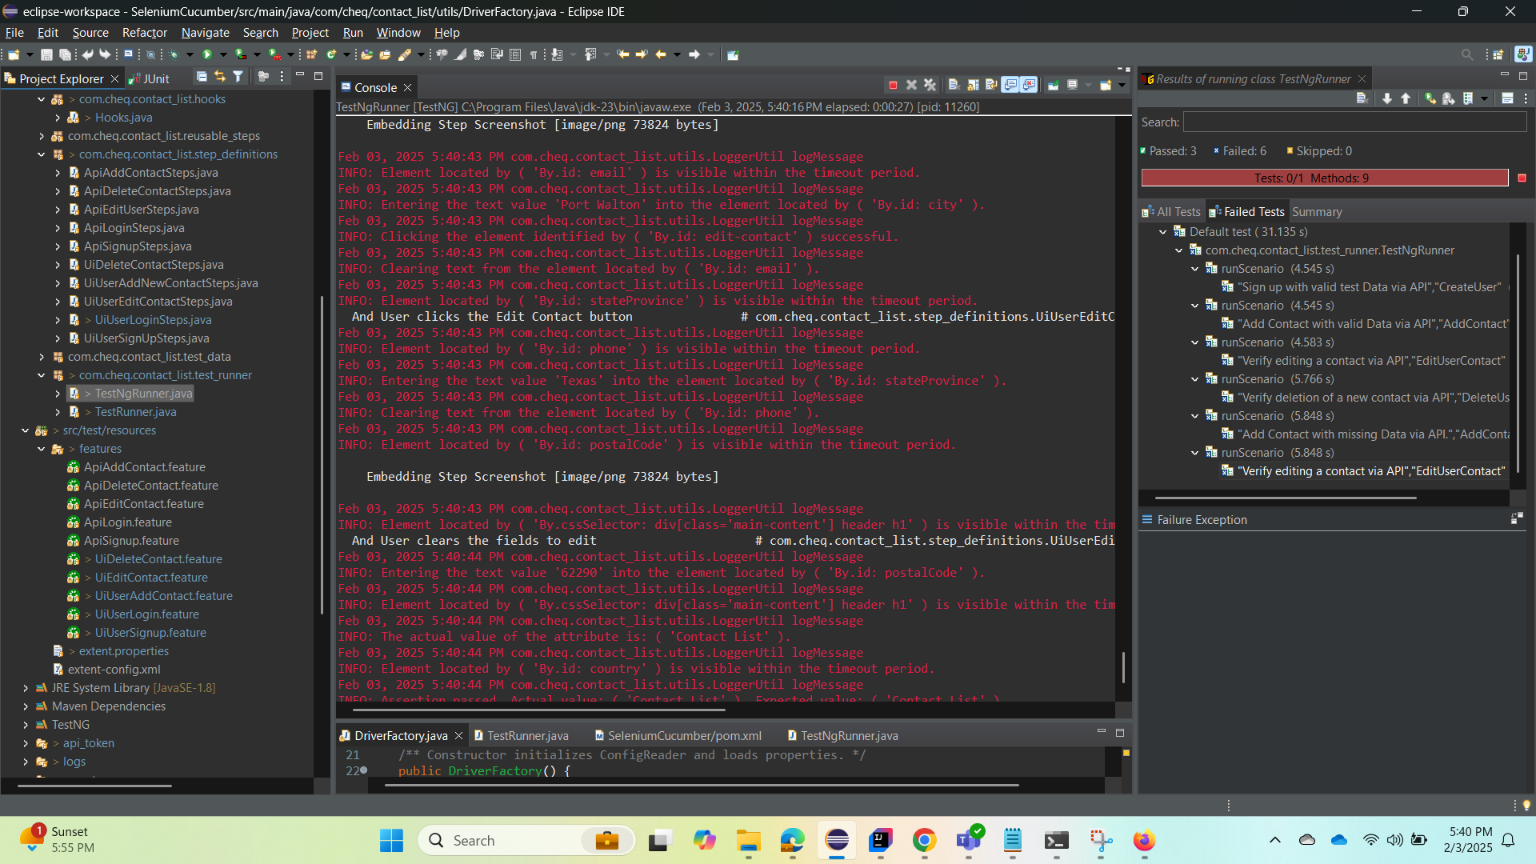 eclipse-workspace - SeleniumCucumber/src/main/java/com/cheq/contact_list/utils/DriverFactory.java - Eclipse IDE
File Edit Source Refactor Navigate Search Project Run Window Help
Project Explorer
JUnit
> com.cheq.contact_list.hooks
> Hooks.java
com.cheq.contact_list.reusable_steps
> com.cheq.contact_list.step_definitions
ApiAddContactSteps.java
ApiDeleteContactSteps.java
ApiEditUserSteps.java
ApiLoginSteps.java
ApiSignupSteps.java
UiDeleteContactSteps.java
UiUserAddNewContactSteps.java
UiUserEditContactSteps.java
> UiUserLoginSteps.java
UiUserSignUpSteps.java
com.cheq.contact_list.test_data
> com.cheq.contact_list.test_runner
> TestNgRunner.java
> TestRunner.java
> src/test/resources
> features
ApiAddContact.feature
ApiDeleteContact.feature
ApiEditContact.feature
ApiLogin.feature
ApiSignup.feature
> UiDeleteContact.feature
> UiEditContact.feature
> UiUserAddContact.feature
> UiUserLogin.feature
> UiUserSignup.feature
> extent.properties
extent-config.xml
JRE System Library [JavaSE-1.8]
Maven Dependencies
TestNG
> api_token
> logs
Console
TestNgRunner [TestNG] C:\Program Files\Java\jdk-23\bin\javaw.exe (Feb 3, 2025, 5:40:16 PM elapsed: 0:00:27) [pid: 11260]
Embedding Step Screenshot [image/png 73824 bytes]
Feb 03, 2025 5:40:43 PM com.cheq.contact_list.utils.LoggerUtil logMessage
INFO: Element located by ( 'By.id: email' ) is visible within the timeout period.
Feb 03, 2025 5:40:43 PM com.cheq.contact_list.utils.LoggerUtil logMessage
INFO: Entering the text value 'Port Walton' into the element located by ( 'By.id: city' ).
Feb 03, 2025 5:40:43 PM com.cheq.contact_list.utils.LoggerUtil logMessage
INFO: Clicking the element identified by ( 'By.id: edit-contact' ) successful.
Feb 03, 2025 5:40:43 PM com.cheq.contact_list.utils.LoggerUtil logMessage
INFO: Clearing text from the element located by ( 'By.id: email' ).
Feb 03, 2025 5:40:43 PM com.cheq.contact_list.utils.LoggerUtil logMessage
INFO: Element located by ( 'By.id: stateProvince' ) is visible within the timeout period.
And User clicks the Edit Contact button # com.cheq.contact_list.step_definitions.UiUserEditC
Feb 03, 2025 5:40:43 PM com.cheq.contact_list.utils.LoggerUtil logMessage
INFO: Element located by ( 'By.id: phone' ) is visible within the timeout period.
Feb 03, 2025 5:40:43 PM com.cheq.contact_list.utils.LoggerUtil logMessage
INFO: Entering the text value 'Texas' into the element located by ( 'By.id: stateProvince' ).
Feb 03, 2025 5:40:43 PM com.cheq.contact_list.utils.LoggerUtil logMessage
INFO: Clearing text from the element located by ( 'By.id: phone' ).
Feb 03, 2025 5:40:43 PM com.cheq.contact_list.utils.LoggerUtil logMessage
INFO: Element located by ( 'By.id: postalCode' ) is visible within the timeout period.
Embedding Step Screenshot [image/png 73824 bytes]
Feb 03, 2025 5:40:43 PM com.cheq.contact_list.utils.LoggerUtil logMessage
INFO: Element located by ( 'By.cssSelector: div[class='main-content'] header h1' ) is visible within the tim
And User clears the fields to edit # com.cheq.contact_list.step_definitions.UiUserEdi
Feb 03, 2025 5:40:44 PM com.cheq.contact_list.utils.LoggerUtil logMessage
INFO: Entering the text value '62290' into the element located by ( 'By.id: postalCode' ).
Feb 03, 2025 5:40:44 PM com.cheq.contact_list.utils.LoggerUtil logMessage
INFO: Element located by ( 'By.cssSelector: div[class='main-content'] header h1' ) is visible within the tim
Feb 03, 2025 5:40:44 PM com.cheq.contact_list.utils.LoggerUtil logMessage
INFO: The actual value of the attribute is: ( 'Contact List' ).
Feb 03, 2025 5:40:44 PM com.cheq.contact_list.utils.LoggerUtil logMessage
INFO: Element located by ( 'By.id: country' ) is visible within the timeout period.
Feb 03, 2025 5:40:44 PM com.cheq.contact_list.utils.LoggerUtil logMessage
INFO: Assertion passed. Actual value: ( 'Contact List' ), Expected value: ( 'Contact List' )
DriverFactory.java
TestRunner.java
SeleniumCucumber/pom.xml
TestNgRunner.java
21 /** Constructor initializes ConfigReader and loads properties. */
22 public DriverFactory() {
Results of running class TestNgRunner
Search:
Passed: 3 Failed: 6 Skipped: 0
Tests: 0/1 Methods: 9
All Tests Failed Tests Summary
Default test ( 31.135 s)
com.cheq.contact_list.test_runner.TestNgRunner
runScenario (4.545 s)
"Sign up with valid test Data via API","CreateUser"
runScenario (4.545 s)
"Add Contact with valid Data via API","AddContact"
runScenario (4.583 s)
"Verify editing a contact via API","EditUserContact"
runScenario (5.766 s)
"Verify deletion of a new contact via API","DeleteUs
runScenario (5.848 s)
"Add Contact with missing Data via API.","AddConta
runScenario (5.848 s)
"Verify editing a contact via API","EditUserContact"
Failure Exception
1
Sunset
5:55 PM
Search
5:40 PM
2/3/2025